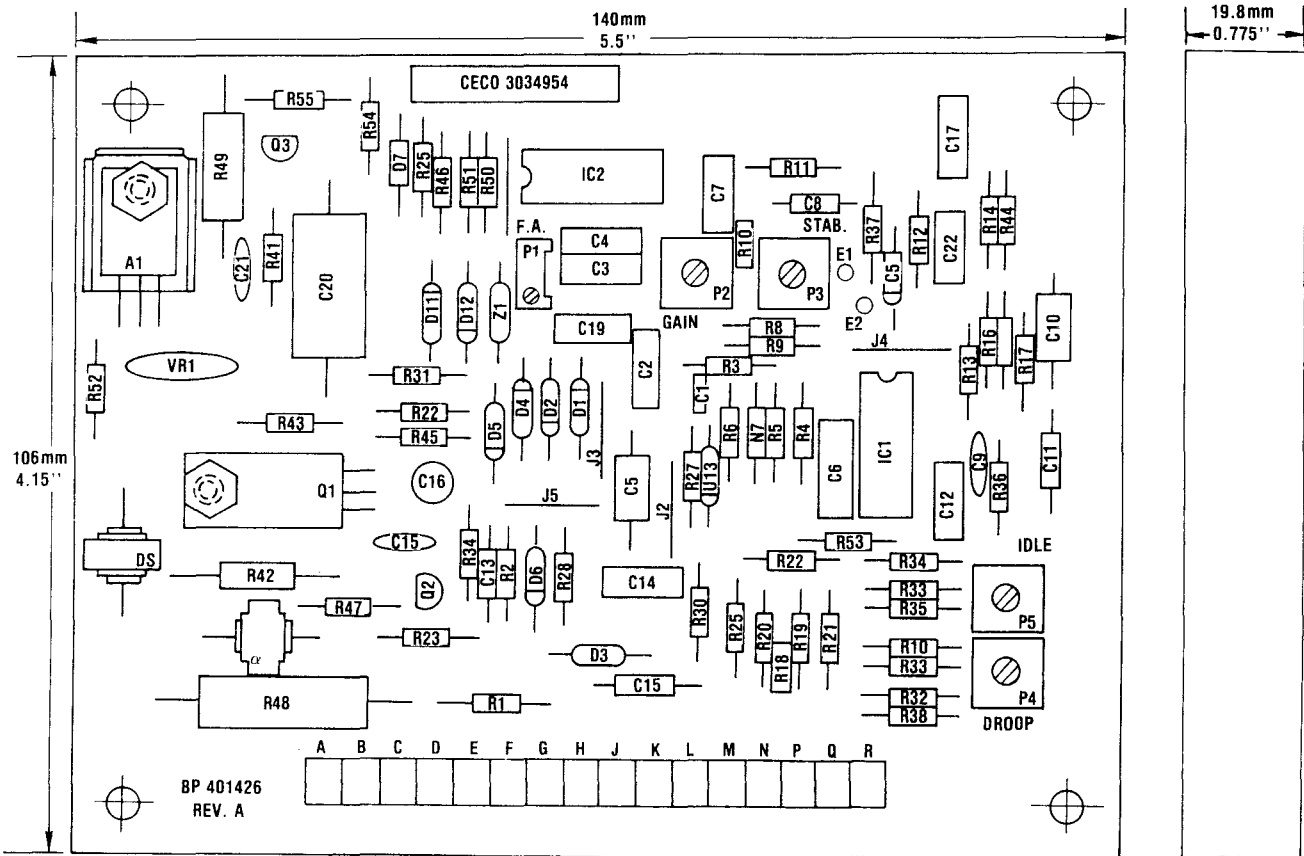 140mm
5.5''
19.8mm
0.775''
CECO 3034954
R55
R54
Q3
R49
D7
R25
R46
R51
R50
IC2
C7
R11
C17
C8
STAB.
R37
R12
C22
R14
R44
F.A.
P1
C4
C3
R10
P2
P3
E1
C5
A1
C21
R41
C20
D11
D12
Z1
GAIN
E2
C19
R8
R9
J4
C10
R16
R17
R13
VR1
R52
R31
C2
R3
C1
R22
R45
R43
D5
D4
D2
D1
J3
R6
N7
R5
R4
C6
IC1
C9
C11
106mm
4.15''
Q1
C16
J5
C5
J2
R27
U13
C12
R36
DS
C15
R34
C13
R2
D6
R28
R53
IDLE
R42
R47
Q2
C14
R22
R34
R33
R35
P5
R23
R30
R25
R20
R18
R19
R21
R10
R33
P4
α
D3
C15
R32
R38
DROOP
R48
R1
A B C D E F G H J K L M N P Q R
BP 401426
REV. A